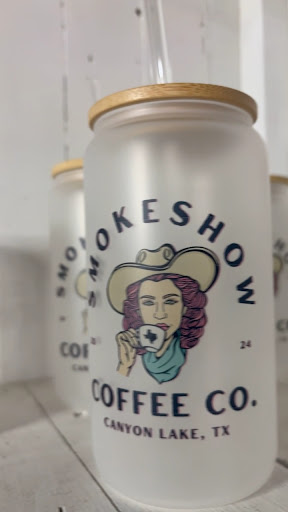 SMOKESHOW
24
COFFEE CO.
CANYON LAKE, TX